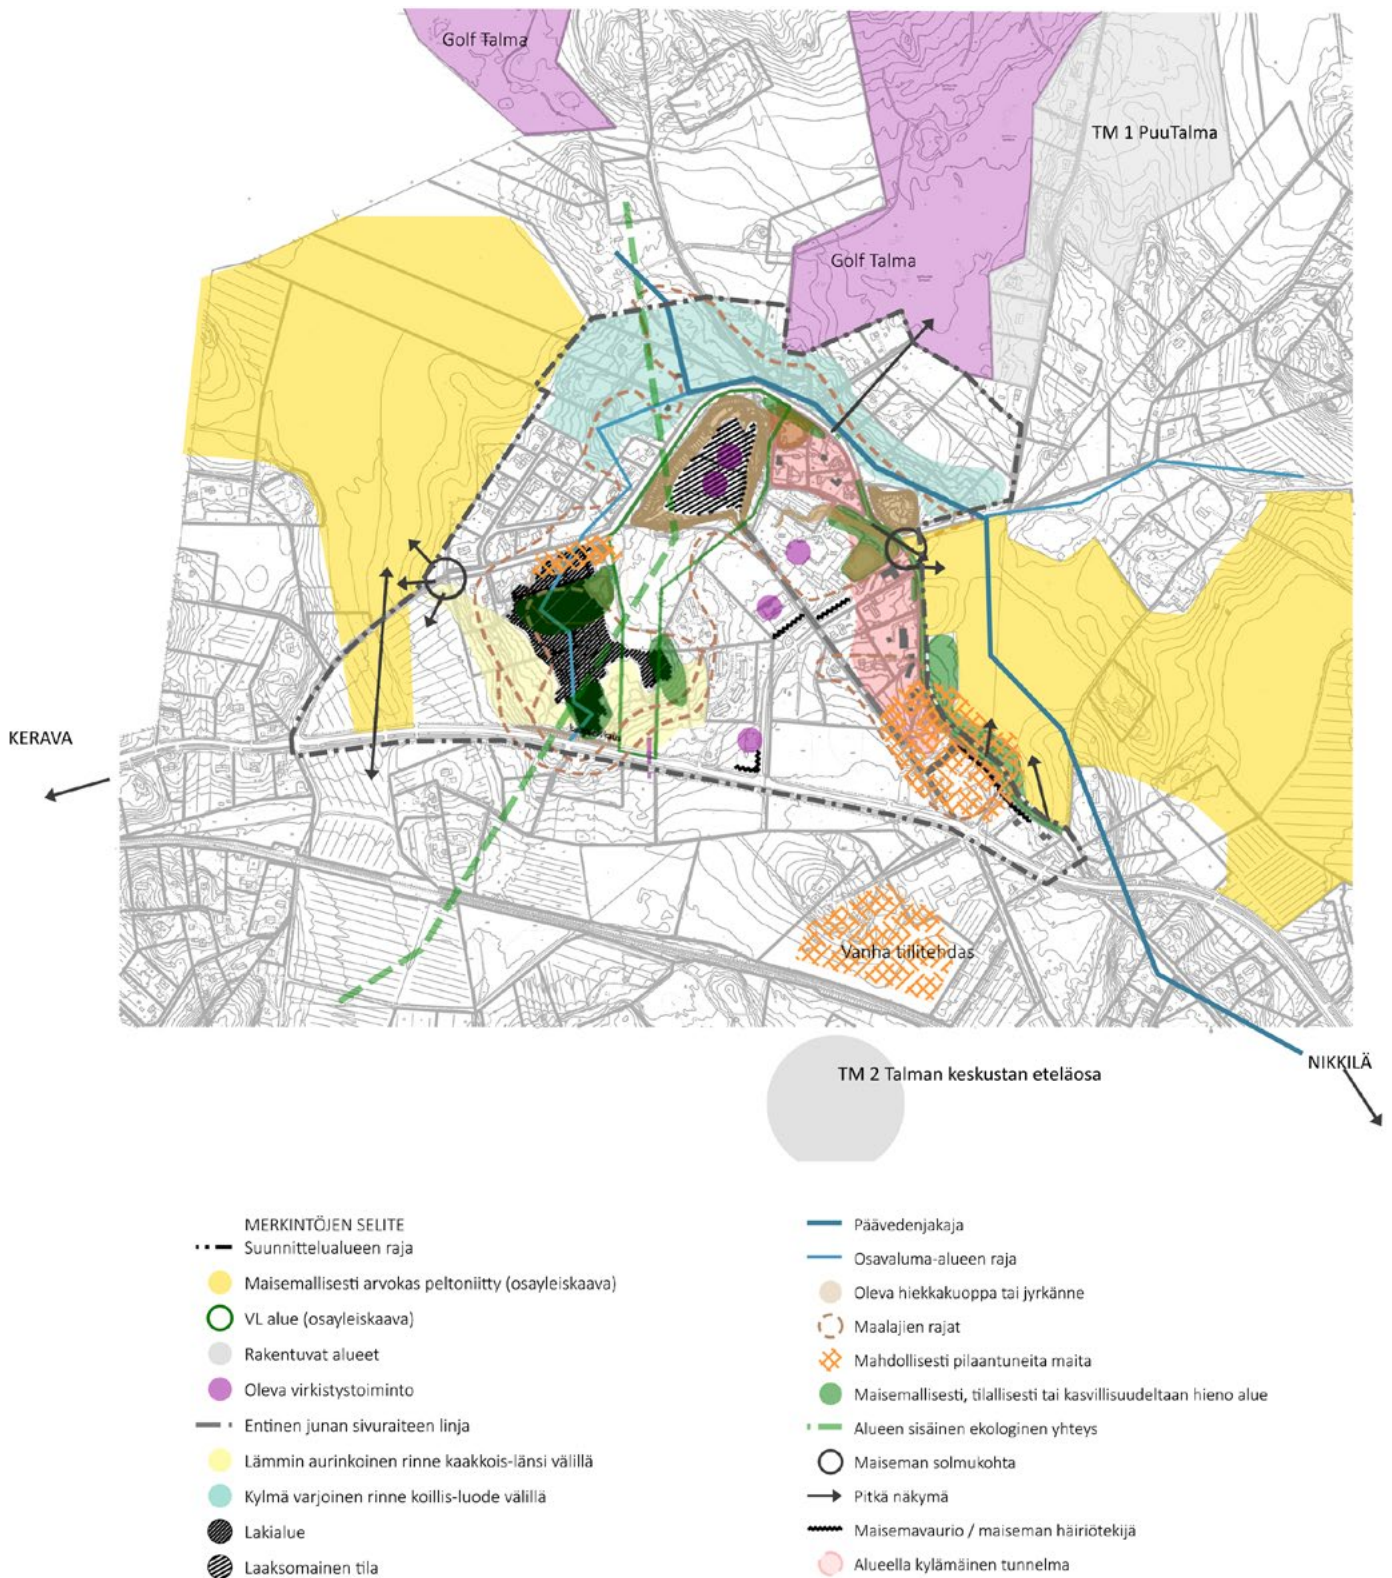 Golf Talma
TM 1 PuuTalma
Golf Talma
KERAVA
Vanha tiilitehdas
NIKKILÄ
TM 2 Talman keskustan eteläosa
MERKINTÖJEN SELITE
Suunnittelualueen raja
Maisemallisesti arvokas peltoniitty (osayleiskaava)
VL alue (osayleiskaava)
Rakentuvat alueet
Oleva virkistystoiminto
Entinen junan sivuraiteen linja
Lämmin aurinkoinen rinne kaakkois-länsi välillä
Kylmä varjoinen rinne koillis-luode välillä
Lakialue
Laaksomainen tila
Päävedenjakaja
Osavaluma-alueen raja
Oleva hiekkakuoppa tai jyrkänne
Maalajien rajat
Mahdollisesti pilaantuneita maita
Maisemallisesti, tilallisesti tai kasvillisuudeltaan hieno alue
Alueen sisäinen ekologinen yhteys
Maiseman solmukohta
Pitkä näkymä
Maisemavaurio / maiseman häiriötekijä
Alueella kylämäinen tunnelma